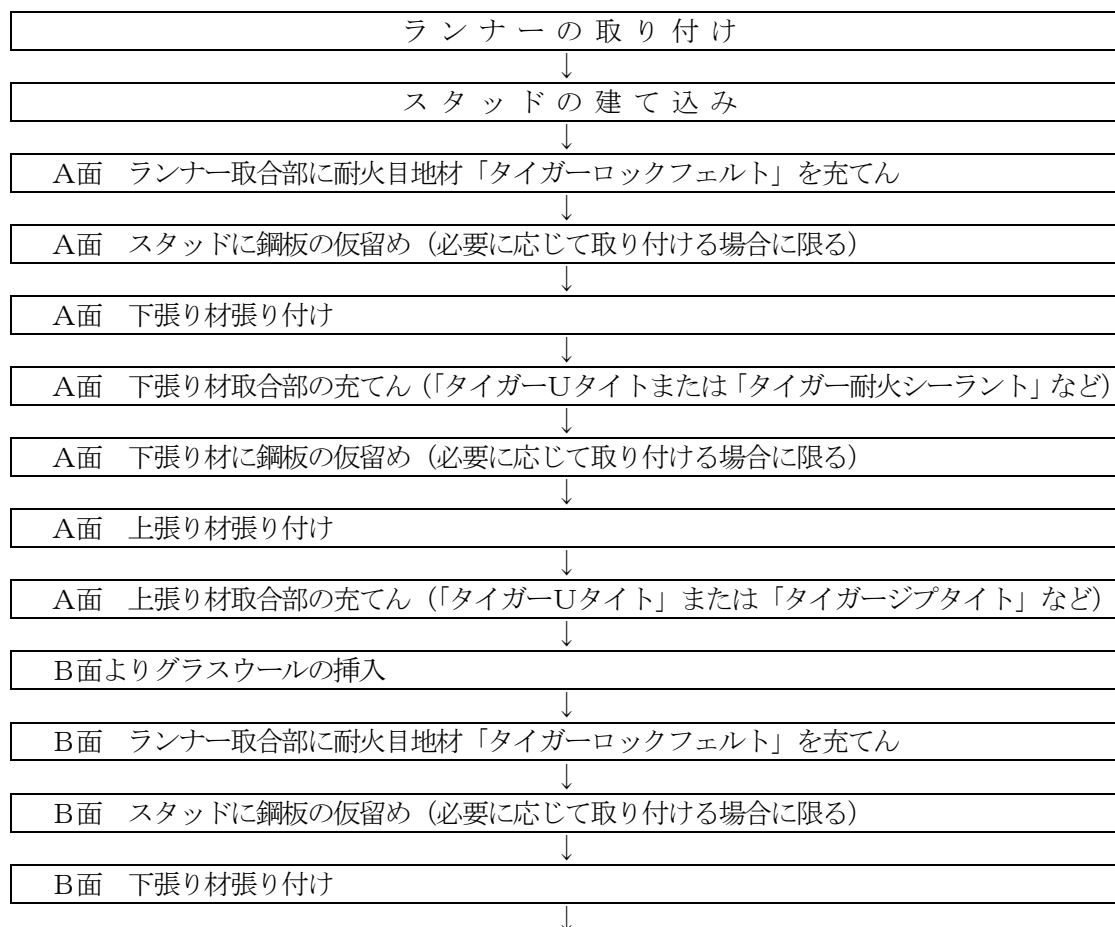 ランナーの取り付け
↓
スタッドの建て込み
↓
A面　ランナー取合部に耐火目地材「タイガーロックフェルト」を充てん
↓
A面　スタッドに鋼板の仮留め（必要に応じて取り付ける場合に限る）
↓
A面　下張り材張り付け
↓
A面　下張り材取合部の充てん（「タイガーUタイトまたは「タイガー耐火シーラント」など）
↓
A面　下張り材に鋼板の仮留め（必要に応じて取り付ける場合に限る）
↓
A面　上張り材張り付け
↓
A面　上張り材取合部の充てん（「タイガーUタイト」または「タイガージプタイト」など）
↓
B面よりグラスウールの挿入
↓
B面　ランナー取合部に耐火目地材「タイガーロックフェルト」を充てん
↓
B面　スタッドに鋼板の仮留め（必要に応じて取り付ける場合に限る）
↓
B面　下張り材張り付け
↓